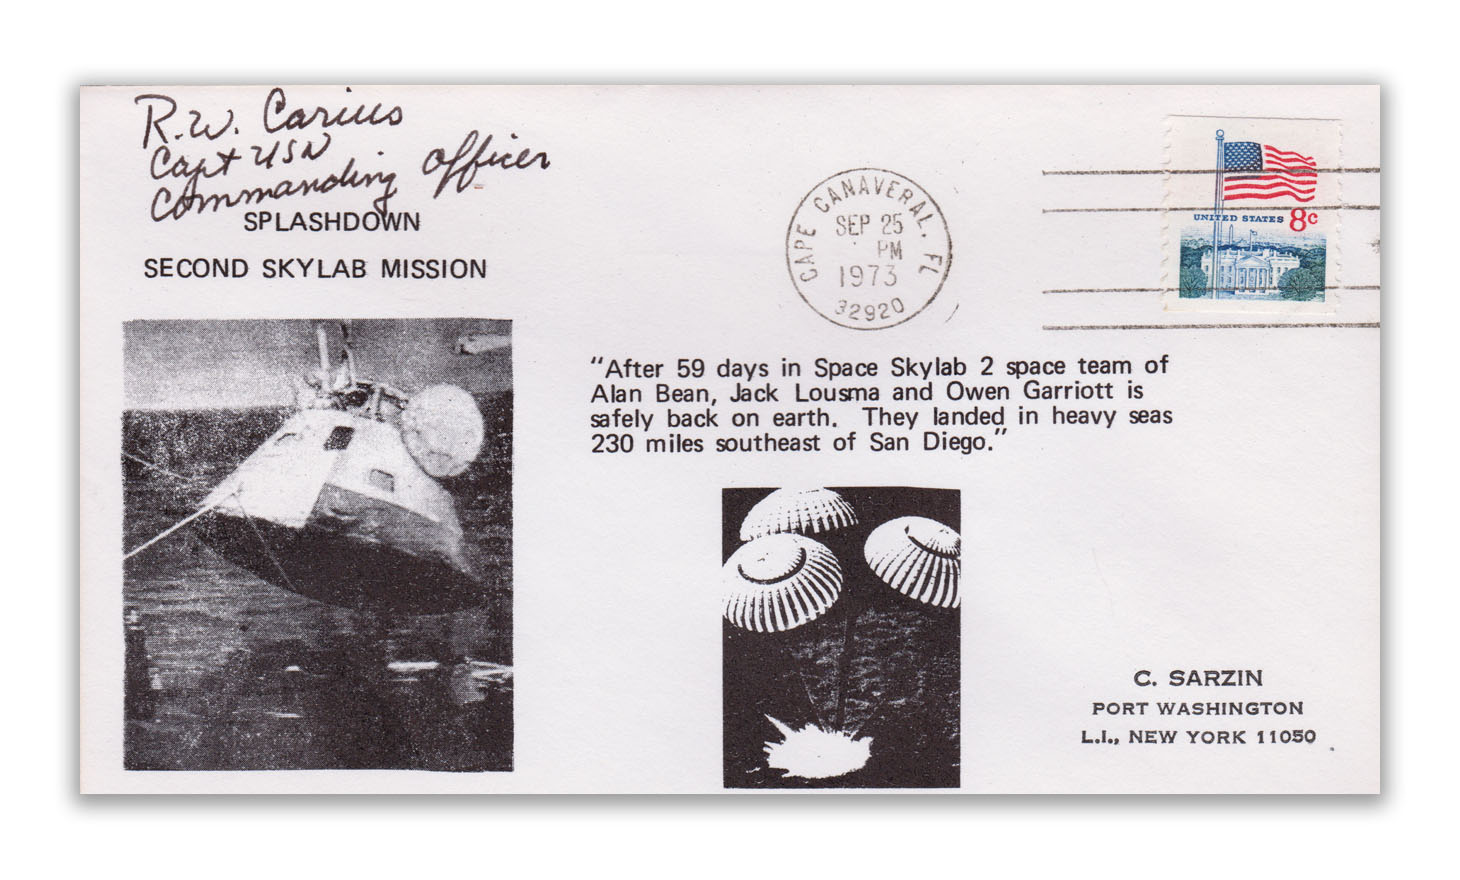 R.W. Carius
Capt USN
Commanding Officer
SPLASHDOWN
SECOND SKYLAB MISSION
CAPE CANAVERAL, FL
SEP 25
PM
1973
32920
UNITED STATES 8c
"After 59 days in Space Skylab 2 space team of
Alan Bean, Jack Lousma and Owen Garriott is
safely back on earth. They landed in heavy seas
230 miles southeast of San Diego."
C. SARZIN
PORT WASHINGTON
L.I., NEW YORK 11050